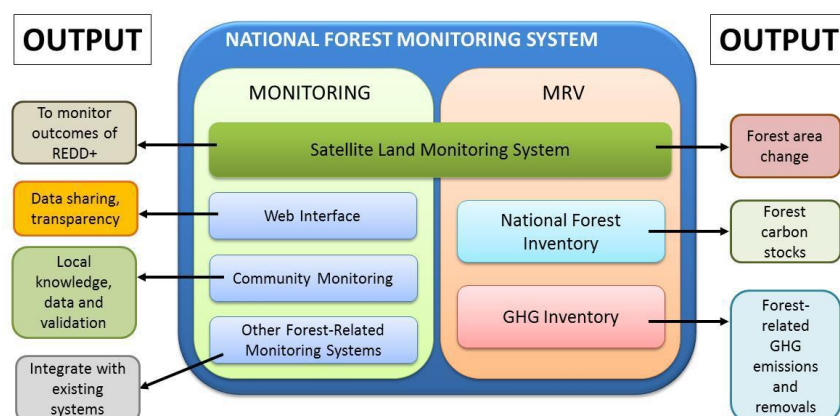 OUTPUT
NATIONAL FOREST MONITORING SYSTEM
OUTPUT
MONITORING
MRV
To monitor
outcomes of
REDD+
Satellite Land Monitoring System
Forest area
change
Data sharing,
transparency
Web Interface
National Forest
Inventory
Forest
carbon
stocks
Local
knowledge,
data and
validation
Community Monitoring
GHG Inventory
Forest-
related GHG
emissions
and
removals
Other Forest-Related
Monitoring Systems
Integrate with
existing
systems